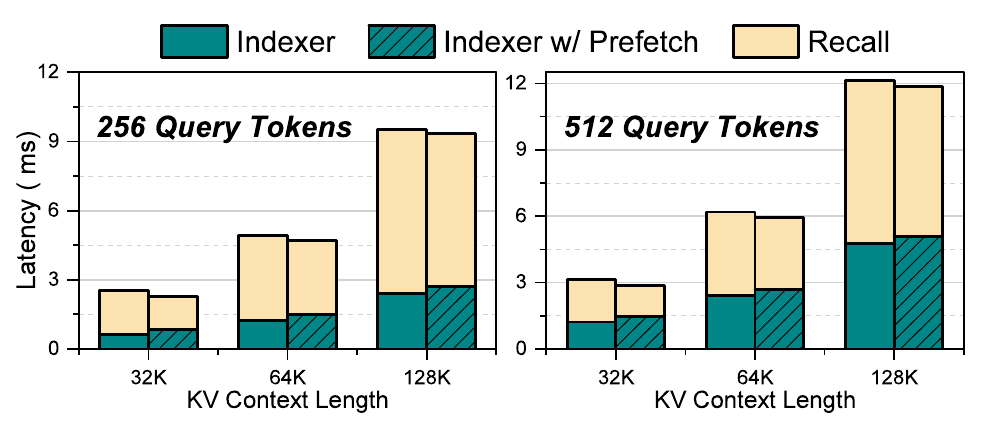 Indexer Indexer w/ Prefetch Recall
256 Query Tokens
Latency ( ms)
12
9
6
3
0
32K 64K 128K
KV Context Length
512 Query Tokens
12
9
6
3
0
32K 64K 128K
KV Context Length